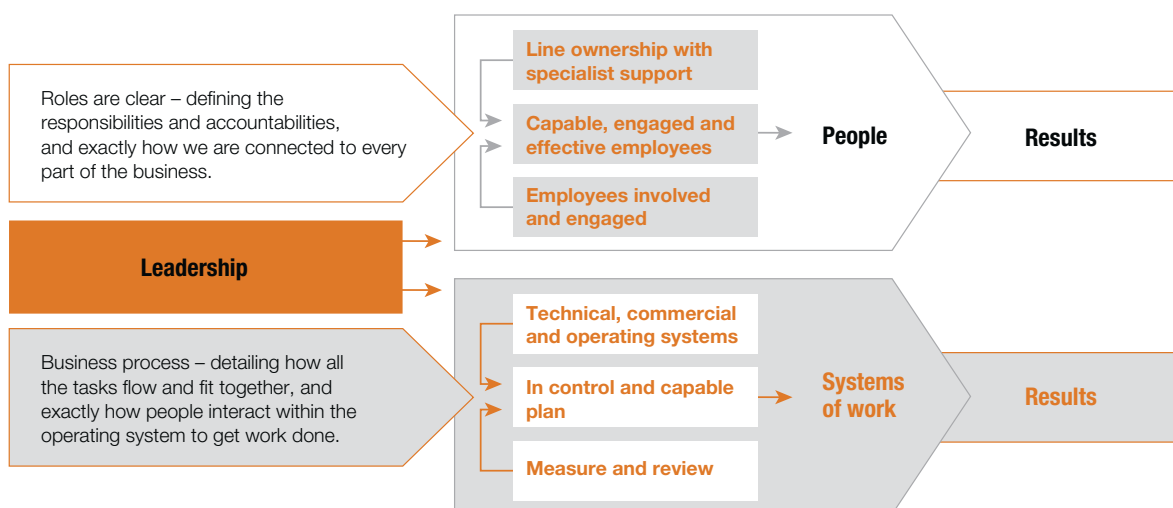 Roles are clear – defining the
responsibilities and accountabilities,
and exactly how we are connected to every
part of the business.
Line ownership with
specialist support
Capable, engaged and
effective employees
Employees involved
and engaged
People
Results
Leadership
Business process – detailing how all
the tasks flow and fit together, and
exactly how people interact within the
operating system to get work done.
Technical, commercial
and operating systems
In control and capable
plan
Measure and review
Systems
of work
Results